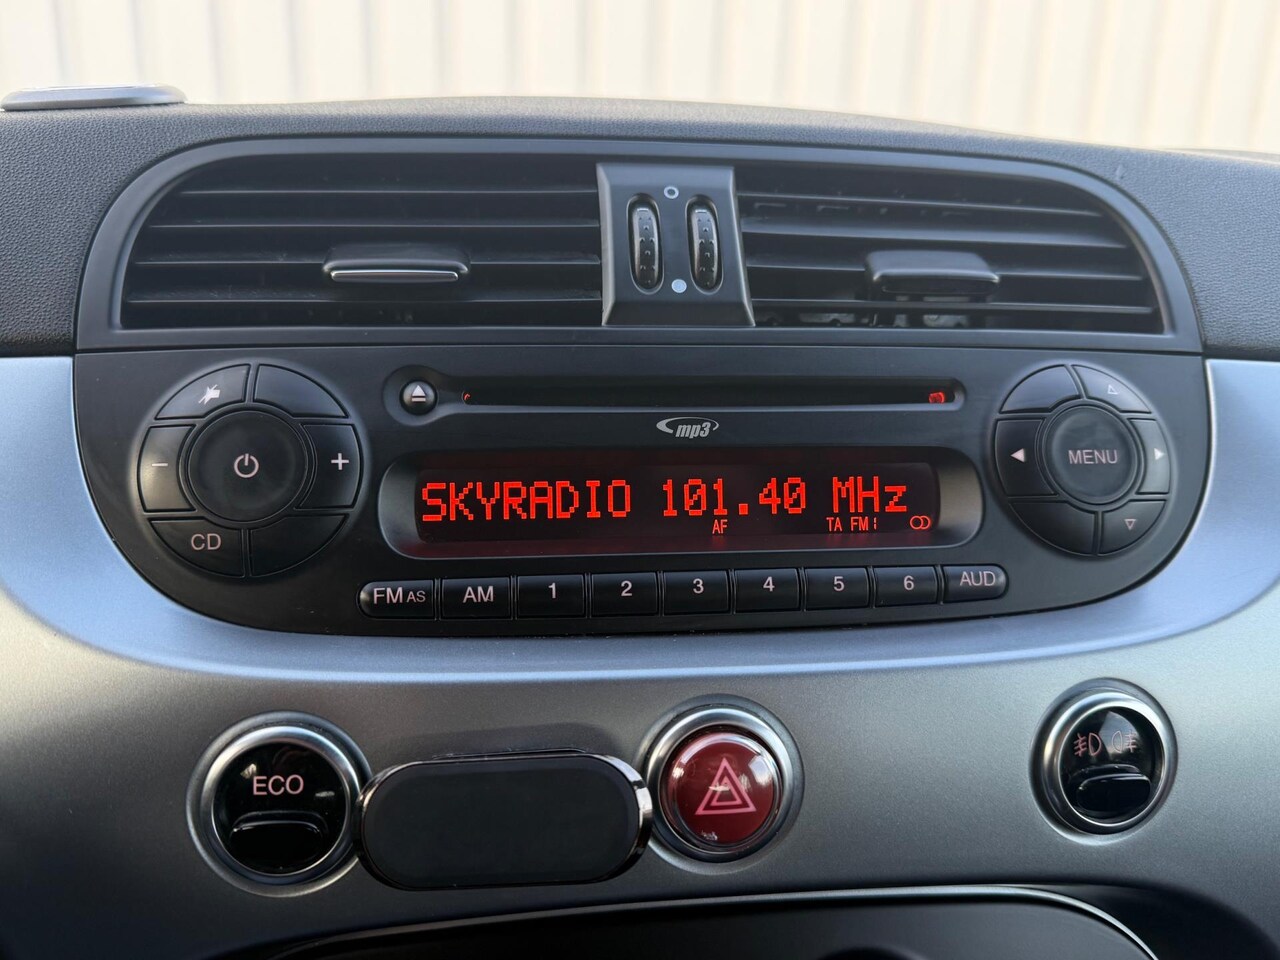 mp3
MENU
SKYRADIO 101.40 MHz
AF TA FM1
CD
FM AS AM 1 2 3 4 5 6 AUD
ECO